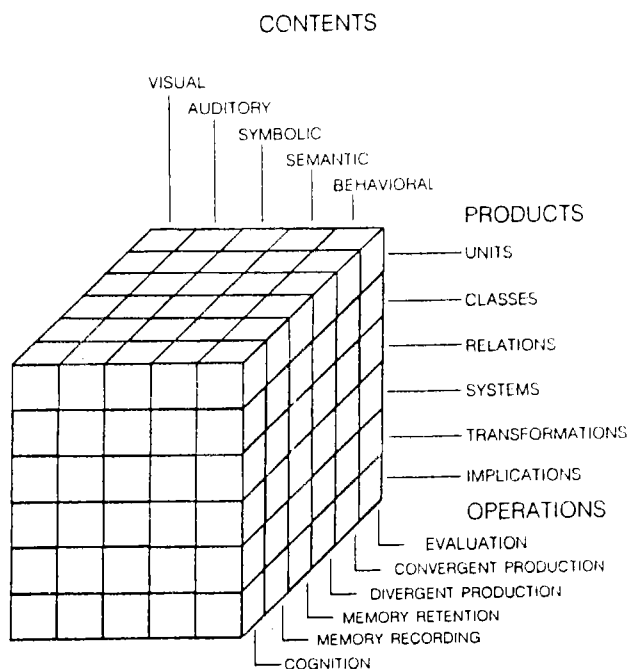 CONTENTS
VISUAL
AUDITORY
SYMBOLIC
SEMANTIC
BEHAVIORAL
PRODUCTS
UNITS
CLASSES
RELATIONS
SYSTEMS
TRANSFORMATIONS
IMPLICATIONS
OPERATIONS
EVALUATION
CONVERGENT PRODUCTION
DIVERGENT PRODUCTION
MEMORY RETENTION
MEMORY RECORDING
COGNITION